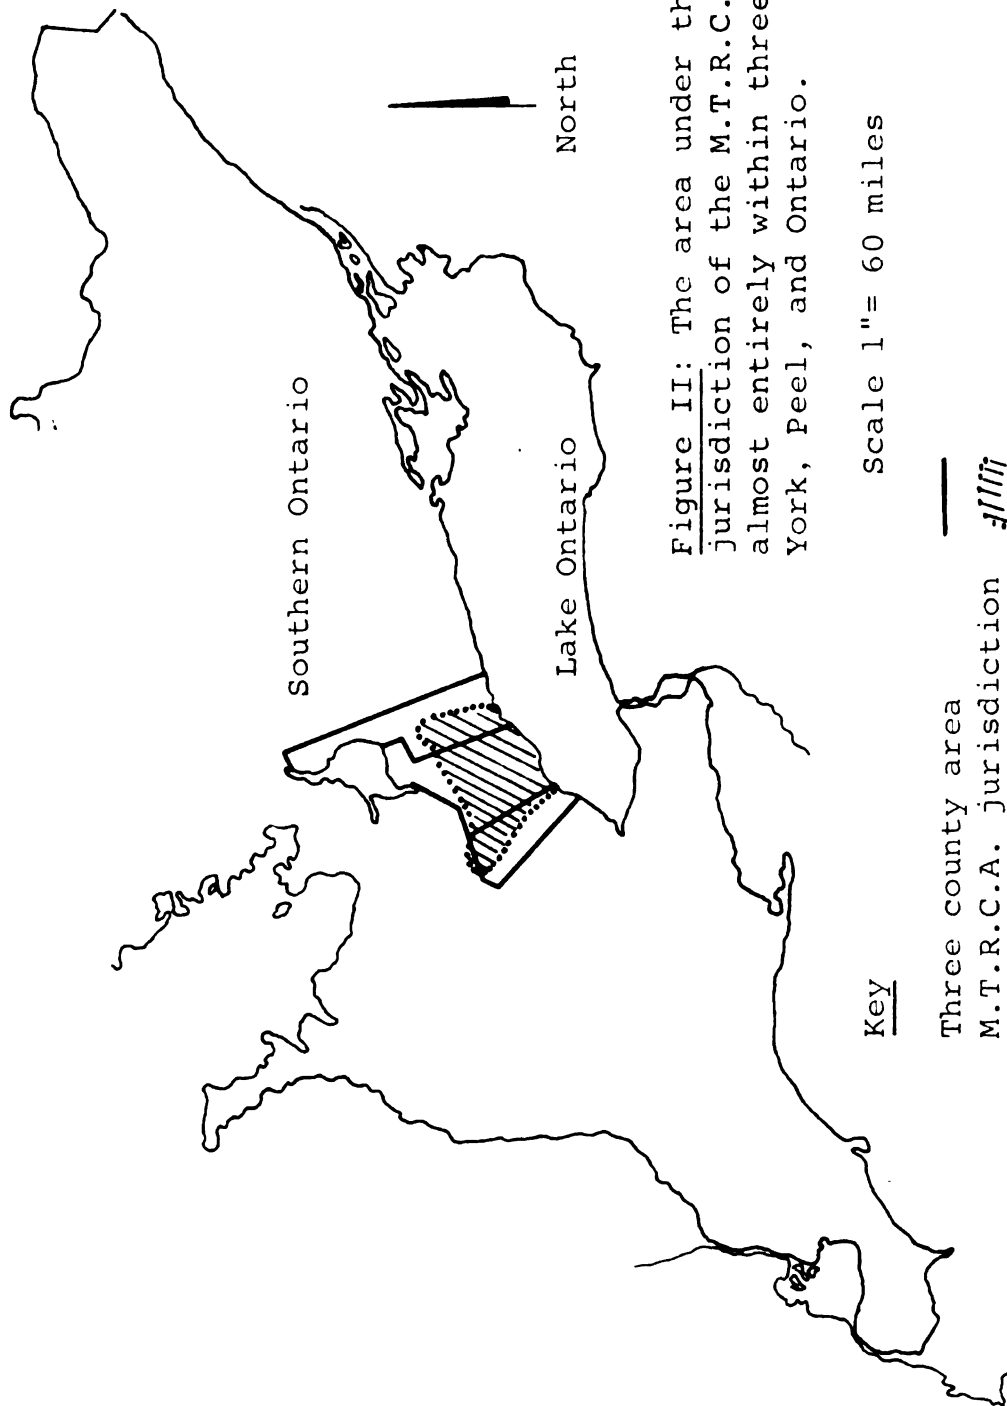 Southern Ontario
Lake Ontario
North
Figure II: The area under th
jurisdiction of the M.T.R.C.
almost entirely within three
York, Peel, and Ontario.
Scale 1"= 60 miles
Key
Three county area
M.T.R.C.A. jurisdiction